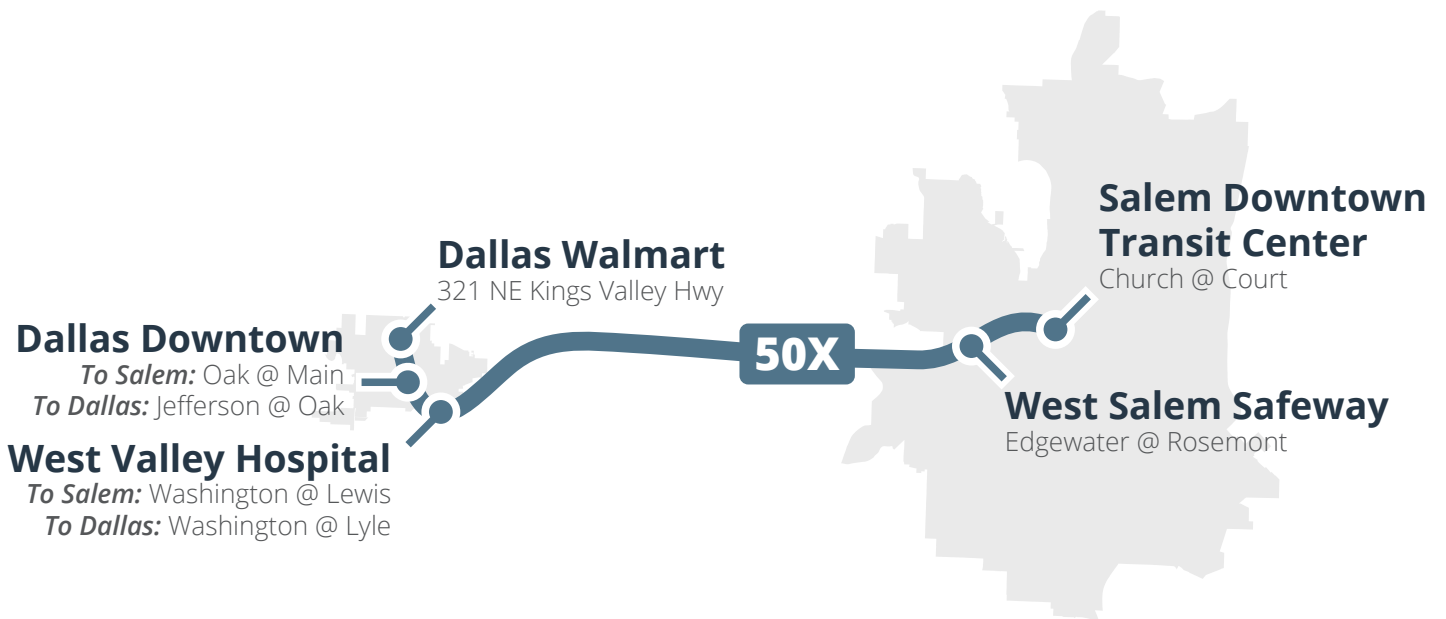 Salem Downtown
Transit Center
Church @ Court
Dallas Walmart
321 NE Kings Valley Hwy
Dallas Downtown
To Salem: Oak @ Main
To Dallas: Jefferson @ Oak
50X
West Salem Safeway
Edgewater @ Rosemont
West Valley Hospital
To Salem: Washington @ Lewis
To Dallas: Washington @ Lyle